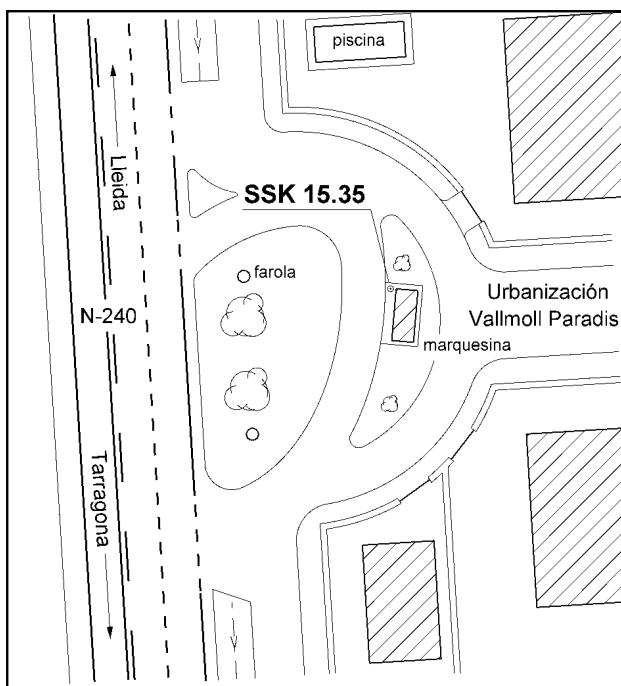 piscina
Lleida
SSK 15.35
farola
N-240
Urbanización
Vallmoll Paradis
marquesina
Tarragona